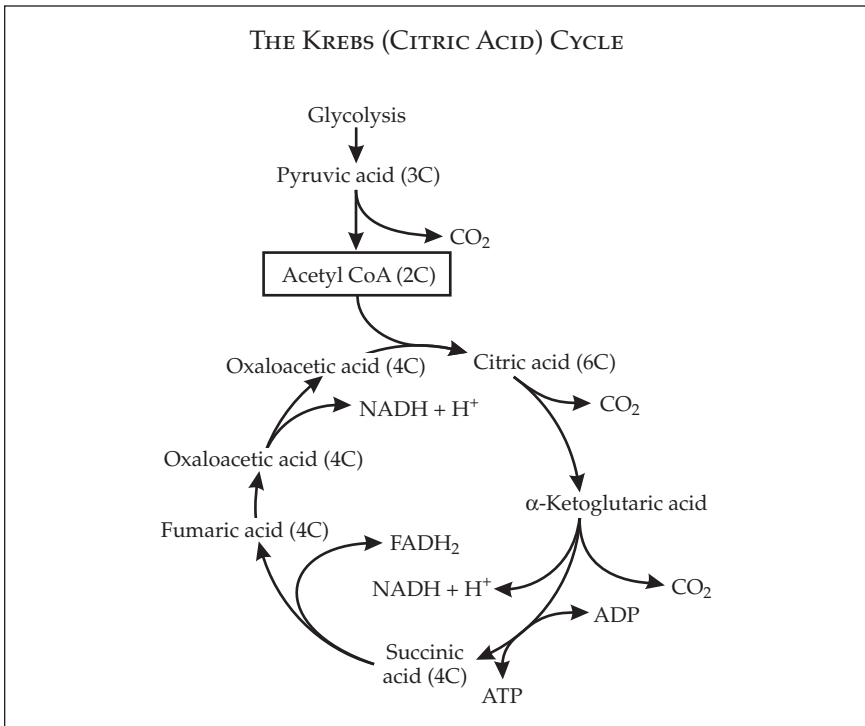 THE KREBS (CITRIC ACID) CYCLE
Glycolysis
Pyruvic acid (3C)
CO₂
Acetyl CoA (2C)
Oxaloacetic acid (4C)
Citric acid (6C)
NADH + H⁺
CO₂
Oxaloacetic acid (4C)
α-Ketoglutaric acid
Fumaric acid (4C)
FADH₂
NADH + H⁺
CO₂
ADP
Succinic
acid (4C)
ATP